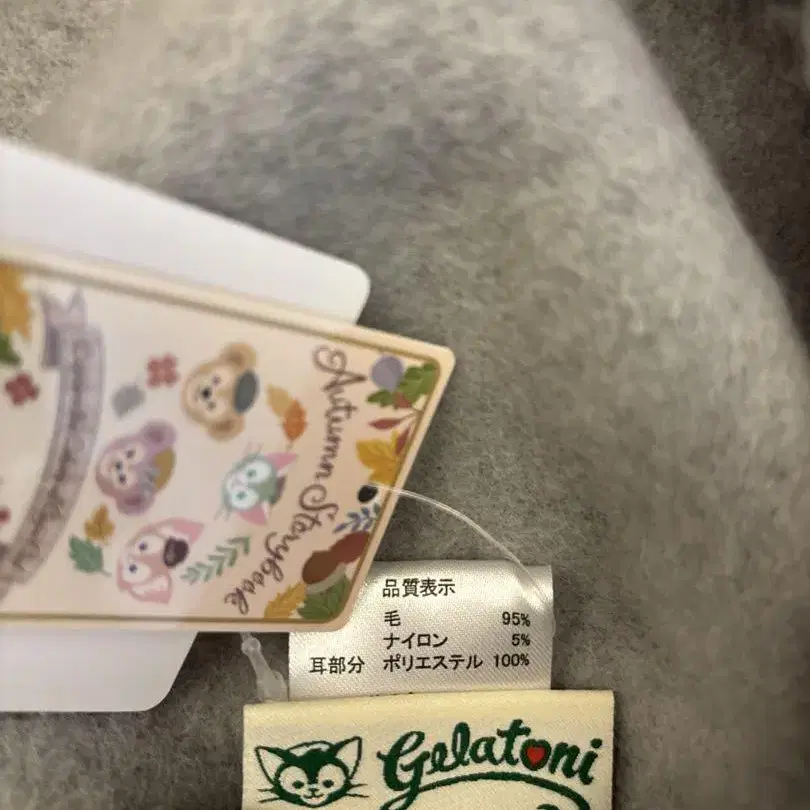 Autumn Storybook
品質表示
毛 95%
ナイロン 5%
耳部分 ポリエステル 100%
Gelatoni